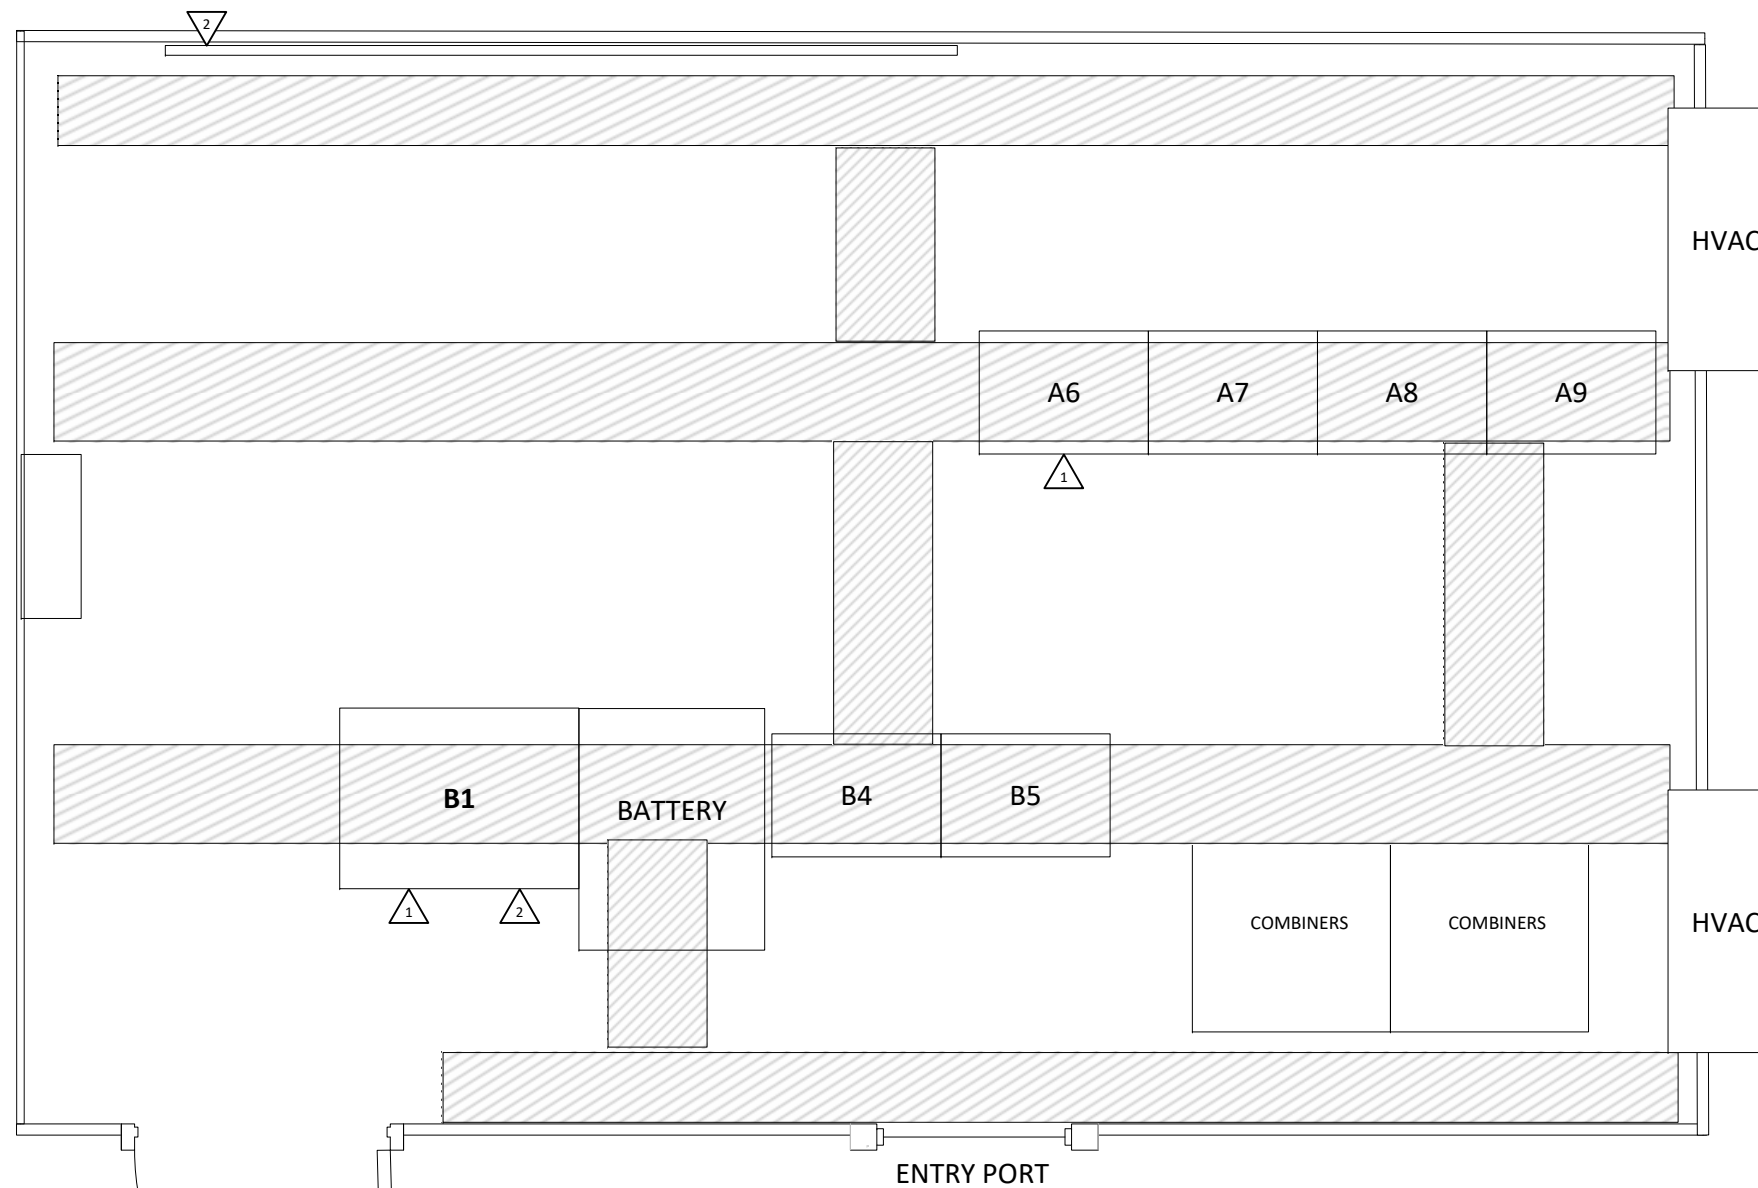 2
HVAC
A6 A7 A8 A9
1
B1 BATTERY B4 B5
1 2
COMBINERS COMBINERS
HVAC
ENTRY PORT